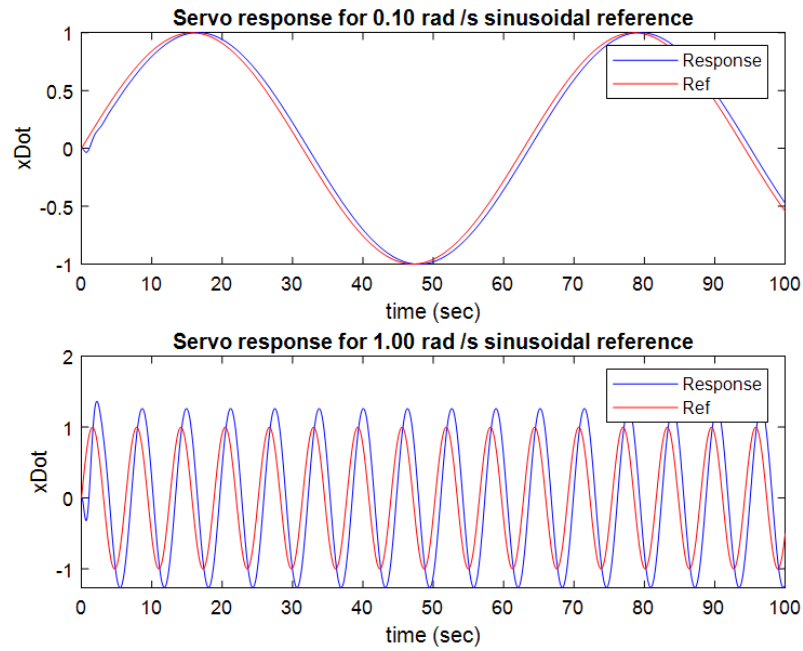 Servo response for 0.10 rad /s sinusoidal reference
1
0.5
0
-0.5
-1
xDot
Response
Ref
0 10 20 30 40 50 60 70 80 90 100
time (sec)
Servo response for 1.00 rad /s sinusoidal reference
2
1
0
-1
xDot
Response
Ref
0 10 20 30 40 50 60 70 80 90 100
time (sec)